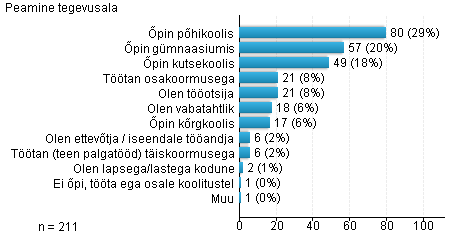 Peamine tegevusala
Õpin põhikoolis 80 (29%)
Õpin gümnaasiumis 57 (20%)
Õpin kutsekoolis 49 (18%)
Töötan osakoormusega 21 (8%)
Olen tööotsija 21 (8%)
Olen vabatahtlik 18 (6%)
Õpin kõrgkoolis 17 (6%)
Olen ettevõtja / iseendale tööandja 6 (2%)
Töötan (teen palgatööd) täiskoormusega 6 (2%)
Olen lapsega/lastega kodune 2 (1%)
Ei õpi, tööta ega osale koolitustel 1 (0%)
Muu 1 (0%)
0 20 40 60 80 100
n = 211